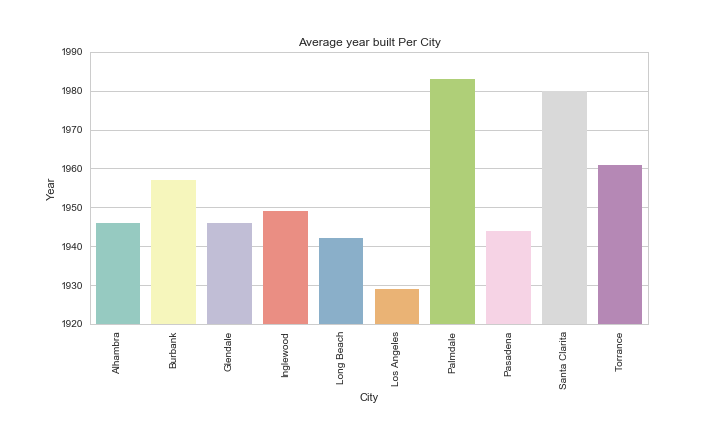 Average year built Per City
1990
1980
1970
1960
1950
1940
1930
1920
Year
Alhambra
Burbank
Glendale
Inglewood
Long Beach
Los Angeles
Palmdale
Pasadena
Santa Clarita
Torrance
City